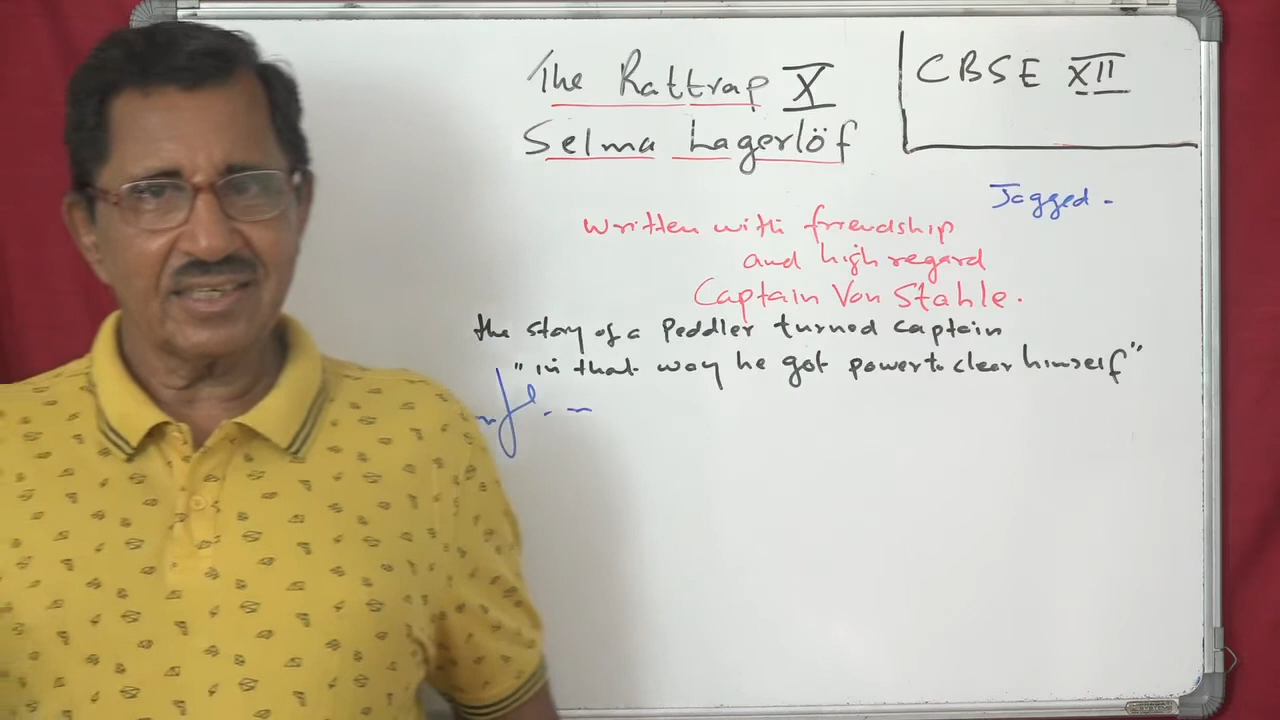 The Rattrap X
Selma Lagerlöf
CBSE XII
Jagged -
Written with friendship
and high regard
Captain Von Stahle.
the story of a Peddler turned Captain
"in that way he got power to clear himself"